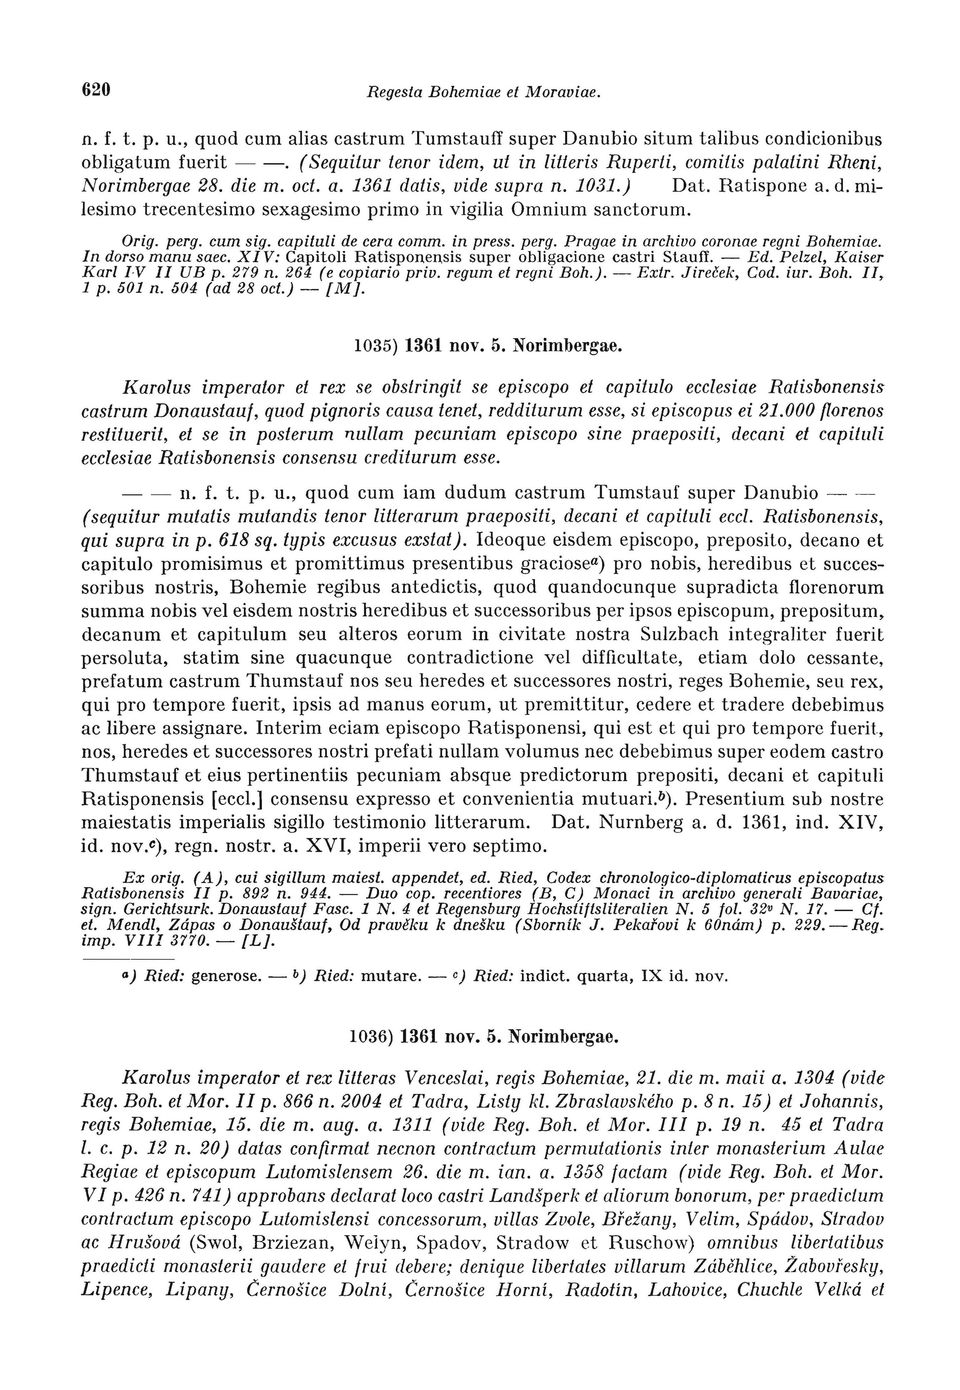 620
Regesta Bohemiae et Moraviae.
n. f. t. p. u., quod cum alias castrum Tumstauff super Danubio situm talibus condicionibus
obligatum fuerit — —. (Sequitur tenor idem, ut in litteris Ruperti, comitis palatini Rheni,
Norimbergae 28. die m. oct. a. 1361 datis, vide supra n. 1031.) Dat. Ratispone a. d. mi-
lesimo trecentesimo sexagesimo primo in vigilia Omnium sanctorum.
Orig. perg. cum sig. capituli de cera comm. in press. perg. Pragae in archivo coronae regni Bohemiae.
In dorso manu saec. XIV: Capitoli Ratisponensis super obligacione castri Stauff. — Ed. Pelzel, Kaiser
Karl IV II UB p. 279 n. 264 (e copiario priv. regum et regni Boh.). — Extr. Jireček, Cod. iur. Boh. II,
1 p. 501 n. 504 (ad 28 oct.) — [M].
1035) 1361 nov. 5. Norimbergae.
Karolus imperator et rex se obstringit se episcopo et capitulo ecclesiae Ratisbonensis
castrum Donaustauf, quod pignoris causa tenet, redditurum esse, si episcopus ei 21.000 florenos
restituerit, et se in posterum nullam pecuniam episcopo sine praepositi, decani et capituli
ecclesiae Ratisbonensis consensu crediturum esse.
— — n. f. t. p. u., quod cum iam dudum castrum Tumstauf super Danubio — —
(sequitur mutatis mutandis tenor litterarum praepositi, decani et capituli eccl. Ratisbonensis,
qui supra in p. 618 sq. typis excusus exstat). Ideoque eisdem episcopo, preposito, decano et
capitulo promisimus et promittimus presentibus graciose a) pro nobis, heredibus et succes-
soribus nostris, Bohemie regibus antedictis, quod quandocunque supradicta florenorum
summa nobis vel eisdem nostris heredibus et successoribus per ipsos episcopum, prepositum,
decanum et capitulum seu alteros eorum in civitate nostra Sulzbach integraliter fuerit
persoluta, statim sine quacunque contradictione vel difficultate, etiam dolo cessante,
prefatum castrum Thumstauf nos seu heredes et successores nostri, reges Bohemie, seu rex,
qui pro tempore fuerit, ipsis ad manus eorum, ut premittitur, cedere et tradere debebimus
ac libere assignare. Interim eciam episcopo Ratisponensi, qui est et qui pro tempore fuerit,
nos, heredes et successores nostri prefati nullam volumus nec debebimus super eodem castro
Thumstauf et eius pertinentiis pecuniam absque predictorum prepositi, decani et capituli
Ratisponensis [eccl.] consensu expresso et convenientia mutuari. b). Presentium sub nostre
maiestatis imperialis sigillo testimonio litterarum. Dat. Nurnberg a. d. 1361, ind. XIV,
id. nov. c), regn. nostr. a. XVI, imperii vero septimo.
Ex orig. (A), cui sigillum maiest. appendet, ed. Ried, Codex chronologico-diplomaticus episcopatus
Ratisbonensis II p. 892 n. 944. — Duo cop. recentiores (B, C) Monaci in archivo generali Bavariae,
sign. Gerichtsurk. Donaustauf Fasc. 1 N. 4 et Regensburg Hochstiftsliteralien N. 5 fol. 32v N. 17. — Cf.
et. Mendl, Zápas o Donauštauf, Od pravěku k dnešku (Sborník J. Pekařovi k 60nám) p. 229. — Reg.
imp. VIII 3770. — [L].
a) Ried: generose. — b) Ried: mutare. — c) Ried: indict. quarta, IX id. nov.
1036) 1361 nov. 5. Norimbergae.
Karolus imperator et rex litteras Venceslai, regis Bohemiae, 21. die m. maii a. 1304 (vide
Reg. Boh. et Mor. II p. 866 n. 2004 et Tadra, Listy kl. Zbraslavského p. 8 n. 15) et Johannis,
regis Bohemiae, 15. die m. aug. a. 1311 (vide Reg. Boh. et Mor. III p. 19 n. 45 et Tadra
l. c. p. 12 n. 20) datas confirmat necnon contractum permutationis inter monasterium Aulae
Regiae et episcopum Lutomislensem 26. die m. ian. a. 1358 factam (vide Reg. Boh. et Mor.
VI p. 426 n. 741) approbans declarat loco castri Landšperk et aliorum bonorum, per praedictum
contractum episcopo Lutomislensi concessorum, villas Zvole, Břežany, Velim, Spádov, Stradov
ac Hrušová (Swol, Brziezan, Welyn, Spadov, Stradow et Ruschow) omnibus libertatibus
praedicti monasterii gaudere et frui debere; denique libertates villarum Záběhlice, Žabovřesky,
Lipence, Lipany, Černošice Dolní, Černošice Horní, Radotín, Lahovice, Chuchle Velká et